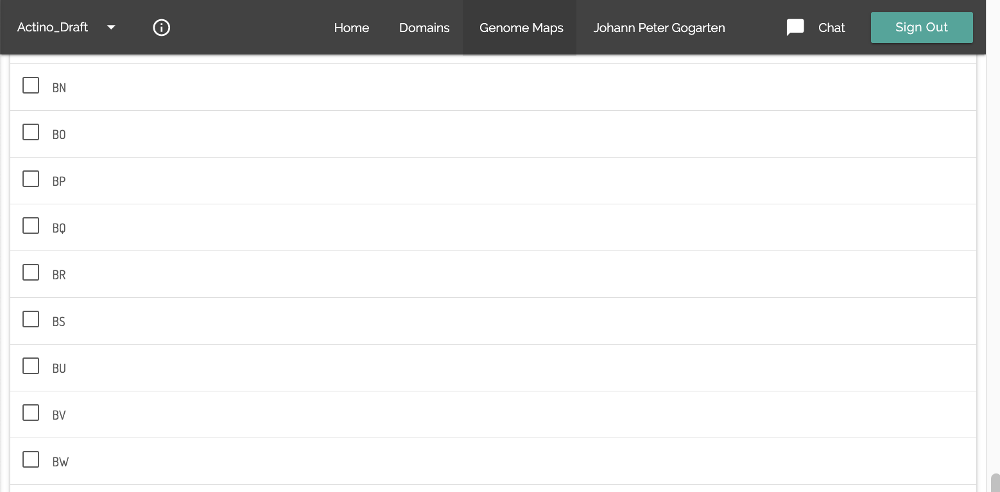 Actino_Draft Home Domains Genome Maps Johann Peter Gogarten Chat Sign Out
BN
BO
BP
BQ
BR
BS
BU
BV
BW